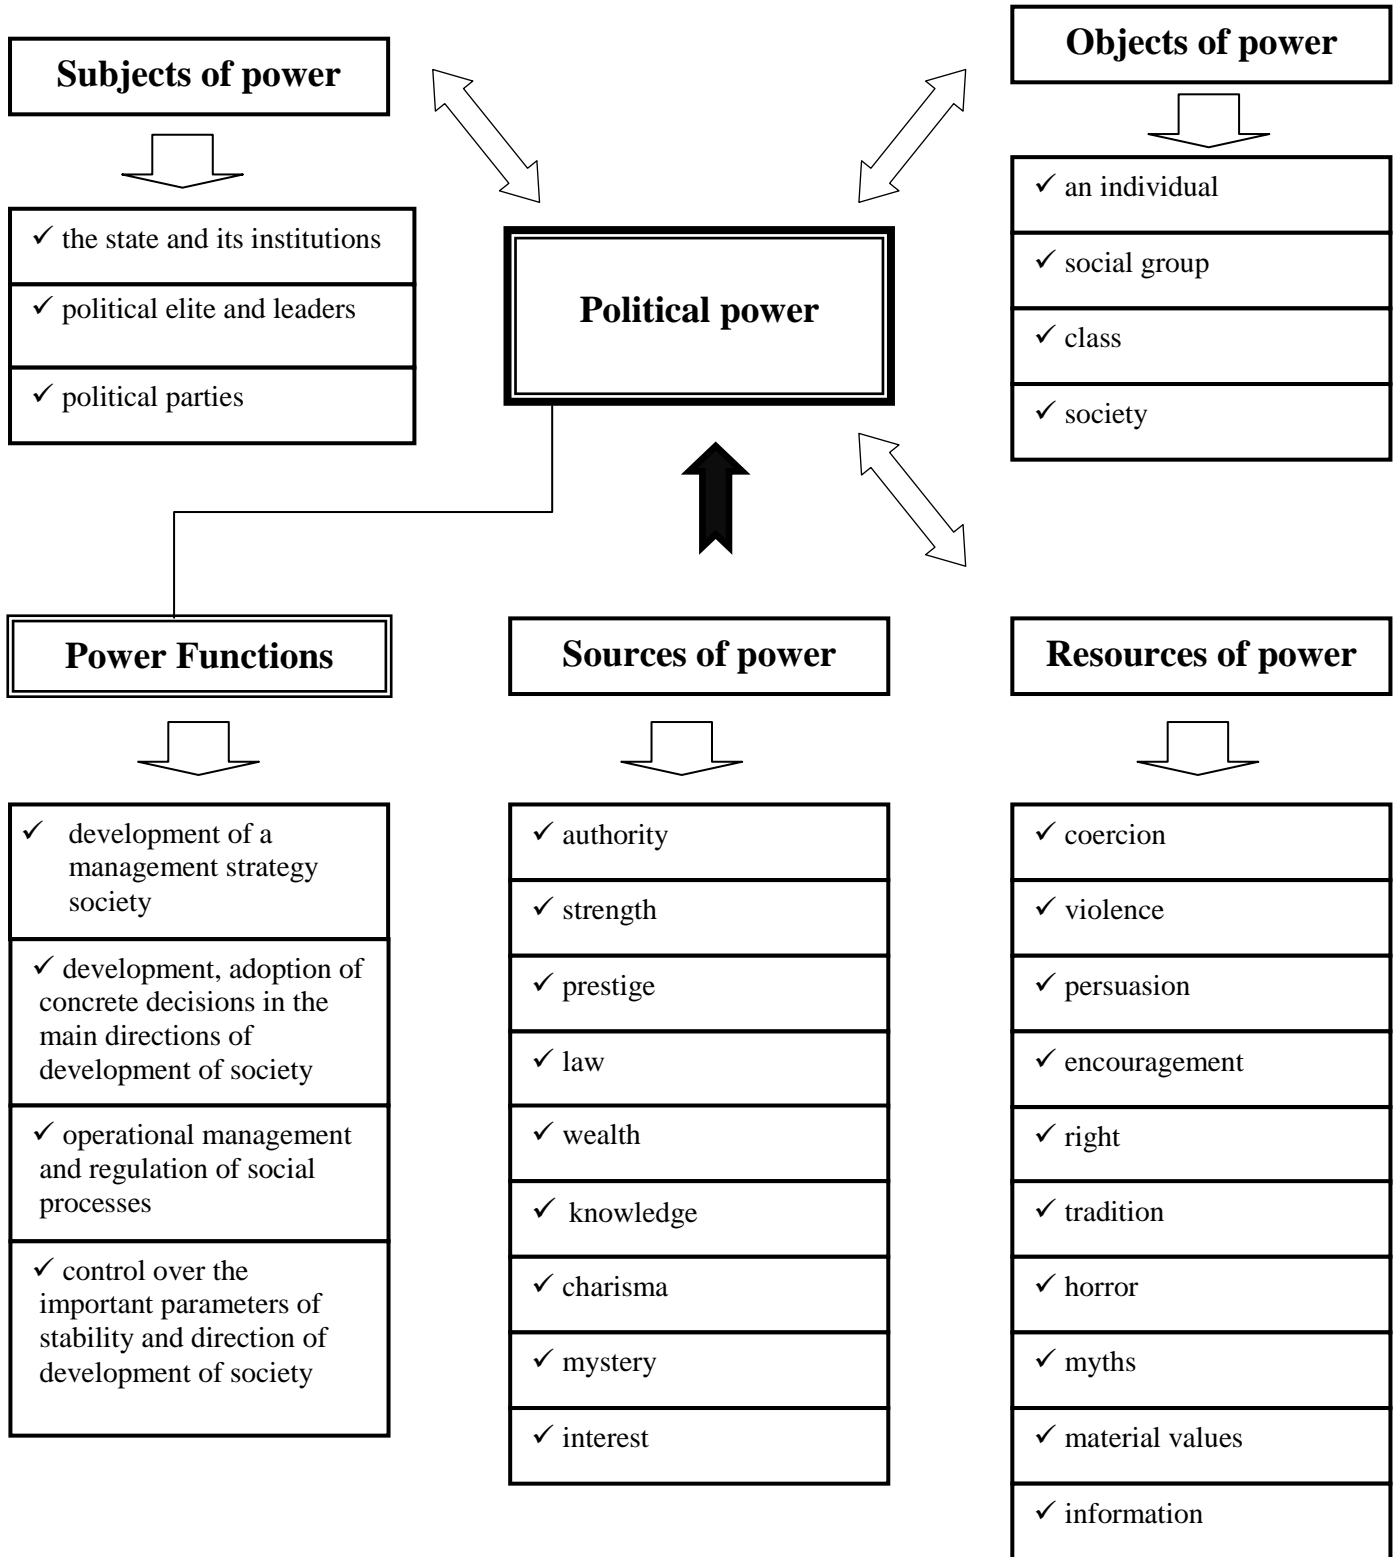 Subjects of power
✓ the state and its institutions
✓ political elite and leaders
✓ political parties
Political power
Objects of power
✓ an individual
✓ social group
✓ class
✓ society
Power Functions
✓ development of a
management strategy
society
✓ development, adoption of
concrete decisions in the
main directions of
development of society
✓ operational management
and regulation of social
processes
✓ control over the
important parameters of
stability and direction of
development of society
Sources of power
✓ authority
✓ strength
✓ prestige
✓ law
✓ wealth
✓ knowledge
✓ charisma
✓ mystery
✓ interest
Resources of power
✓ coercion
✓ violence
✓ persuasion
✓ encouragement
✓ right
✓ tradition
✓ horror
✓ myths
✓ material values
✓ information